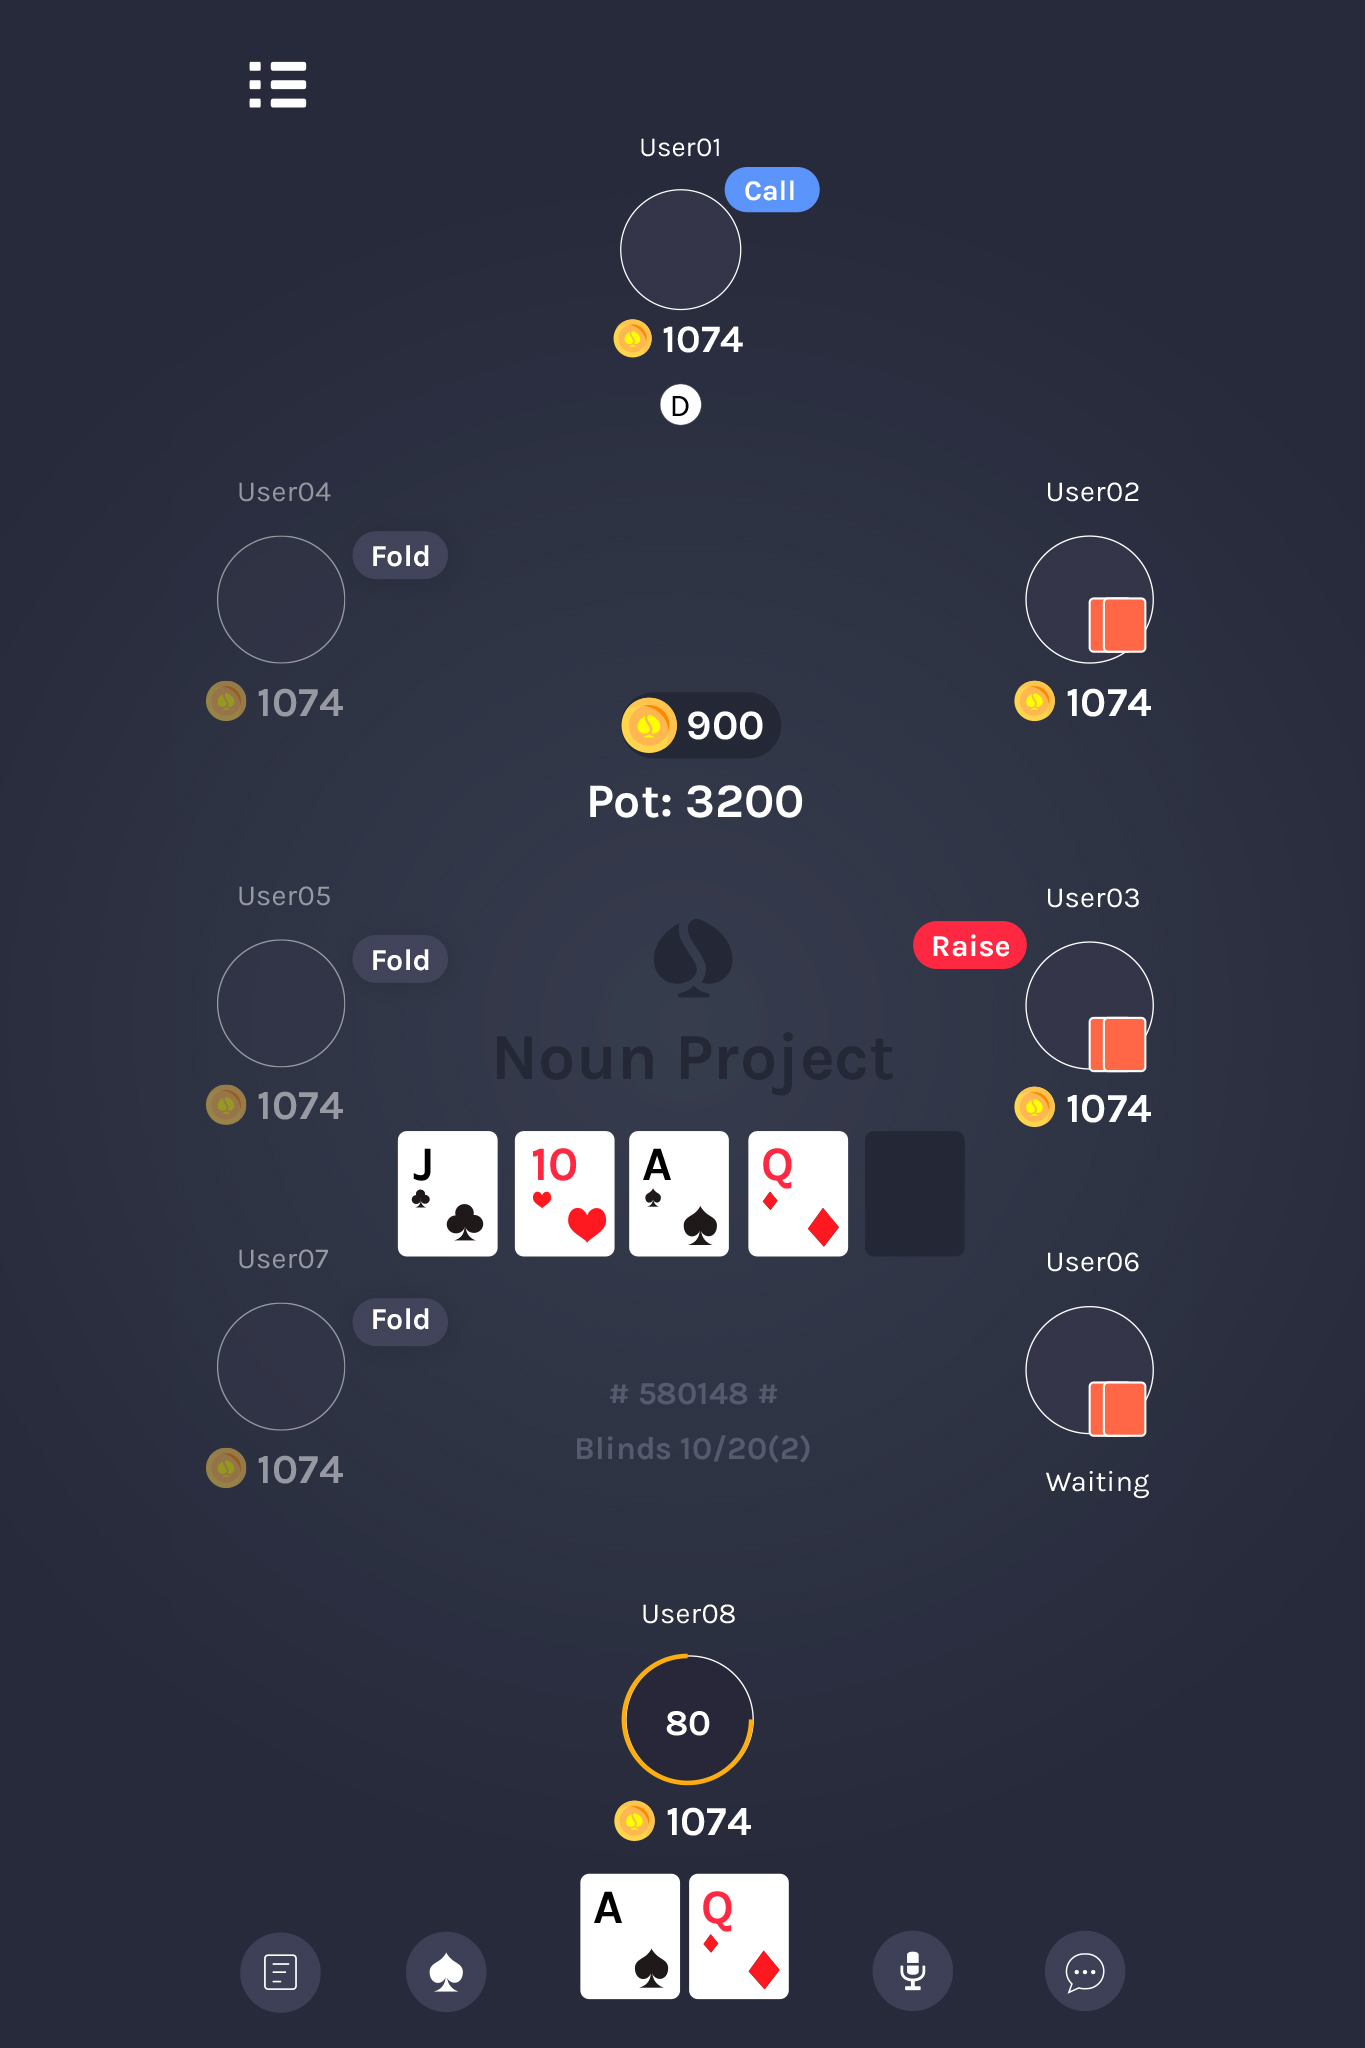 User01
Call
1074
D
User04
Fold
1074
User02
1074
900
Pot: 3200
User05
Fold
1074
User03
Raise
1074
Noun Project
J
10
A
Q
User07
Fold
1074
User06
Waiting
# 580148 #
Blinds 10/20(2)
User08
80
1074
A
Q